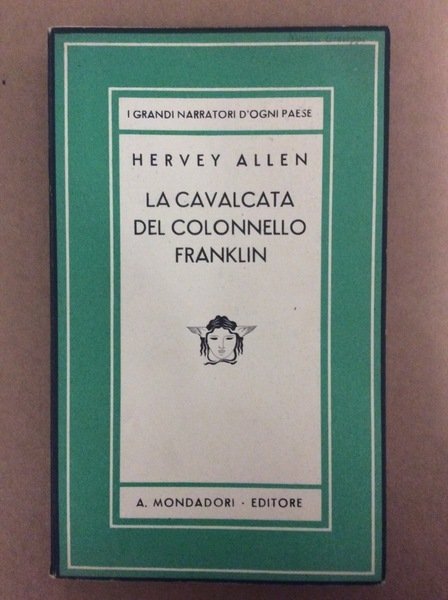 I GRANDI NARRATORI D'OGNI PAESE
HERVEY ALLEN
LA CAVALCATA
DEL COLONNELLO
FRANKLIN
A. MONDADORI · EDITORE